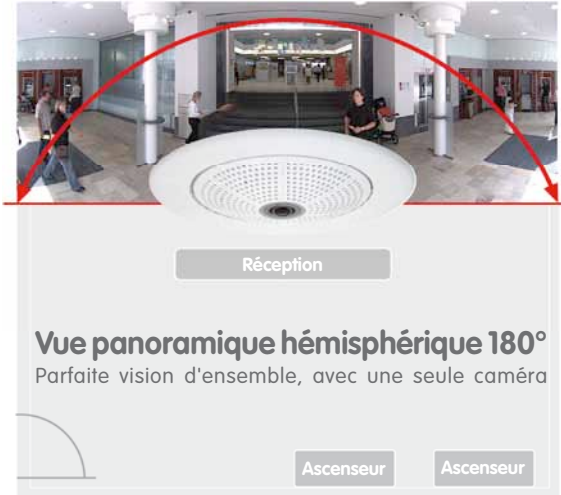 Réception
Vue panoramique hémisphérique 180°
Parfaite vision d'ensemble, avec une seule caméra
Ascenseur
Ascenseur